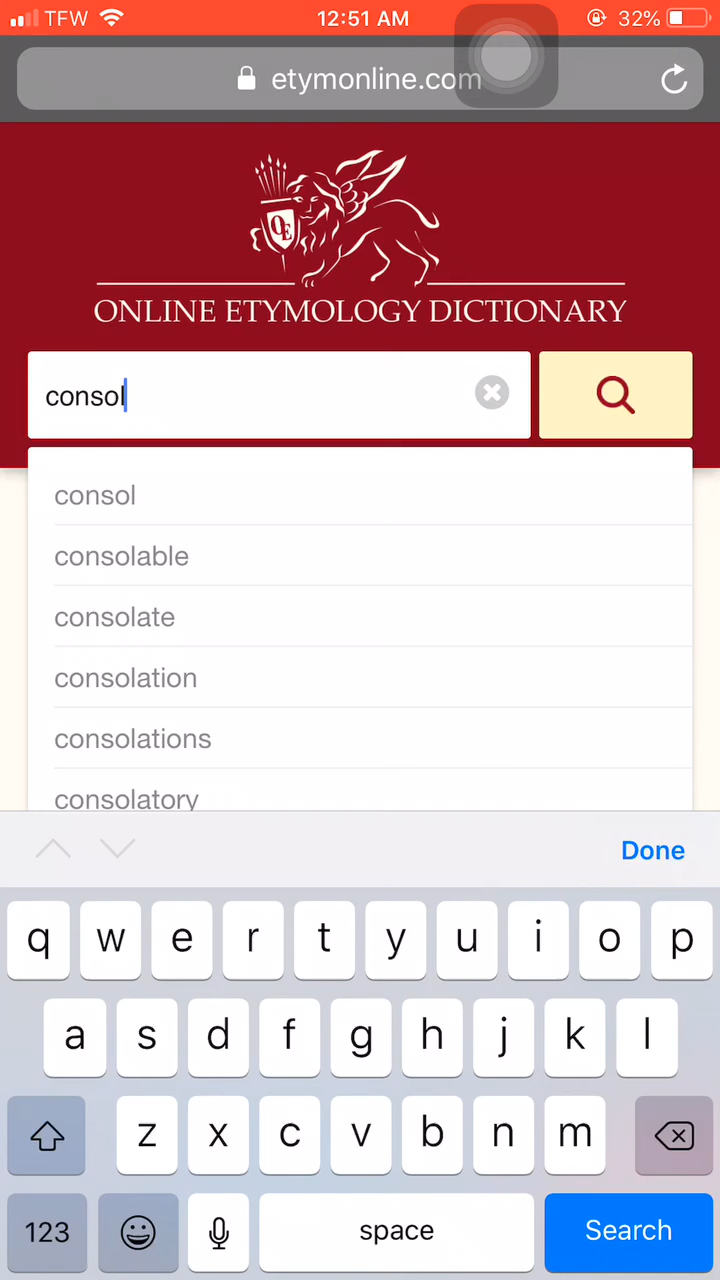 TFW 12:51 AM 32%
etymonline.com
OE
ONLINE ETYMOLOGY DICTIONARY
consol
consol
consolable
consolate
consolation
consolations
consolatory
Done
q w e r t y u i o p
a s d f g h j k l
z x c v b n m
123 space Search